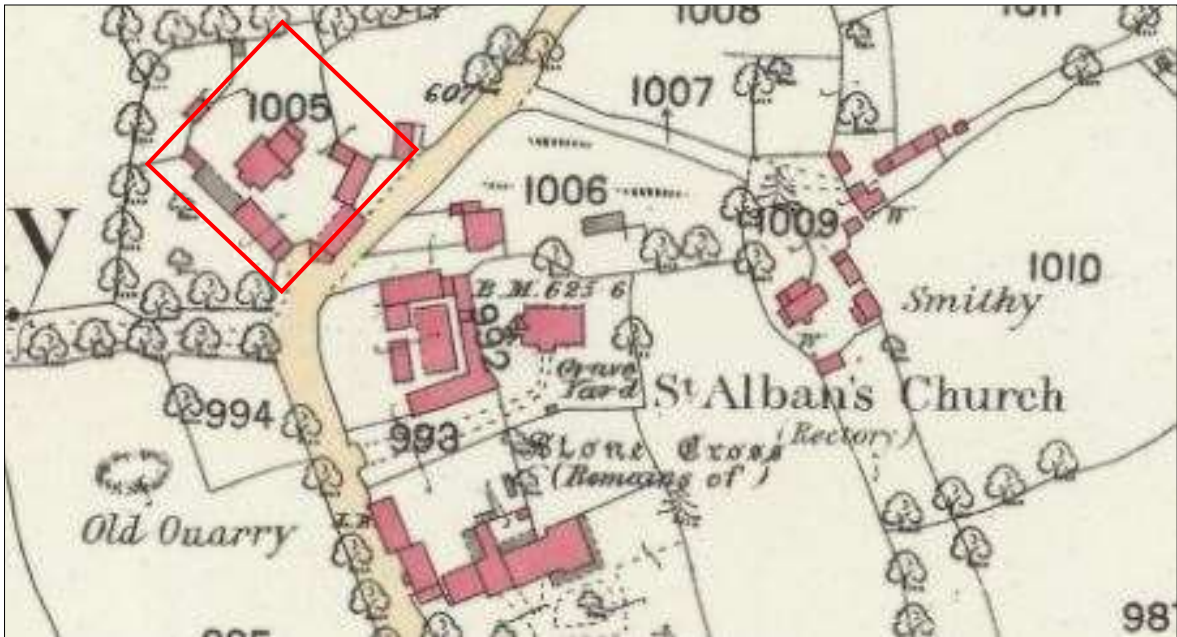 1008
1005
607
1007
1006
1009
W
1010
B.M. 625·6
992
Smithy
Grave
Yard
St Alban's Church
994
993
Stone Cross
(Remains of)
(Rectory)
W
Old Quarry
L.B